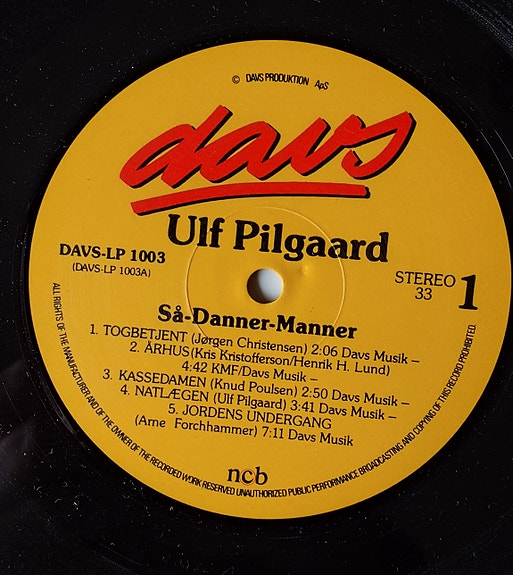 © DAVS PRODUKTION ApS
davs
Ulf Pilgaard
DAVS-LP 1003
(DAVS-LP 1003A)
STEREO 1
33
Så-Danner-Manner
1. TOGBETJENT (Jørgen Christensen) 2:06 Davs Musik –
2. ÅRHUS (Kris Kristofferson/Henrik H. Lund)
4:42 KMF/Davs Musik –
3. KASSEDAMEN (Knud Poulsen) 2:50 Davs Musik –
4. NATLÆGEN (Ulf Pilgaard) 3:41 Davs Musik –
5. JORDENS UNDERGANG
(Arne Forchhammer) 7:11 Davs Musik
ncb
ALL RIGHTS OF THE MANUFACTURER AND OF THE OWNER OF THE RECORDED WORK RESERVED UNAUTHORIZED PUBLIC PERFORMANCE BROADCASTING AND COPYING OF THIS RECORD PROHIBITED